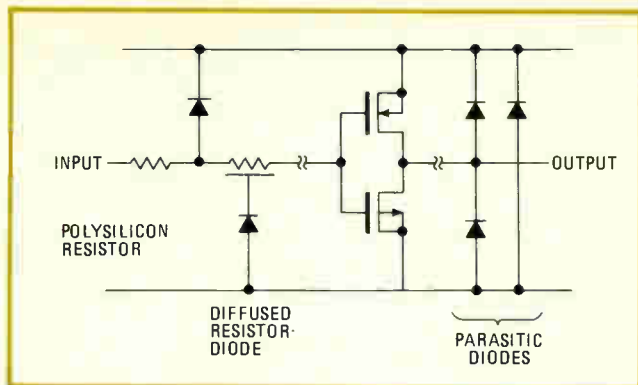 INPUT
OUTPUT
POLYSILICON
RESISTOR
DIFFUSED
RESISTOR-
DIODE
PARASITIC
DIODES